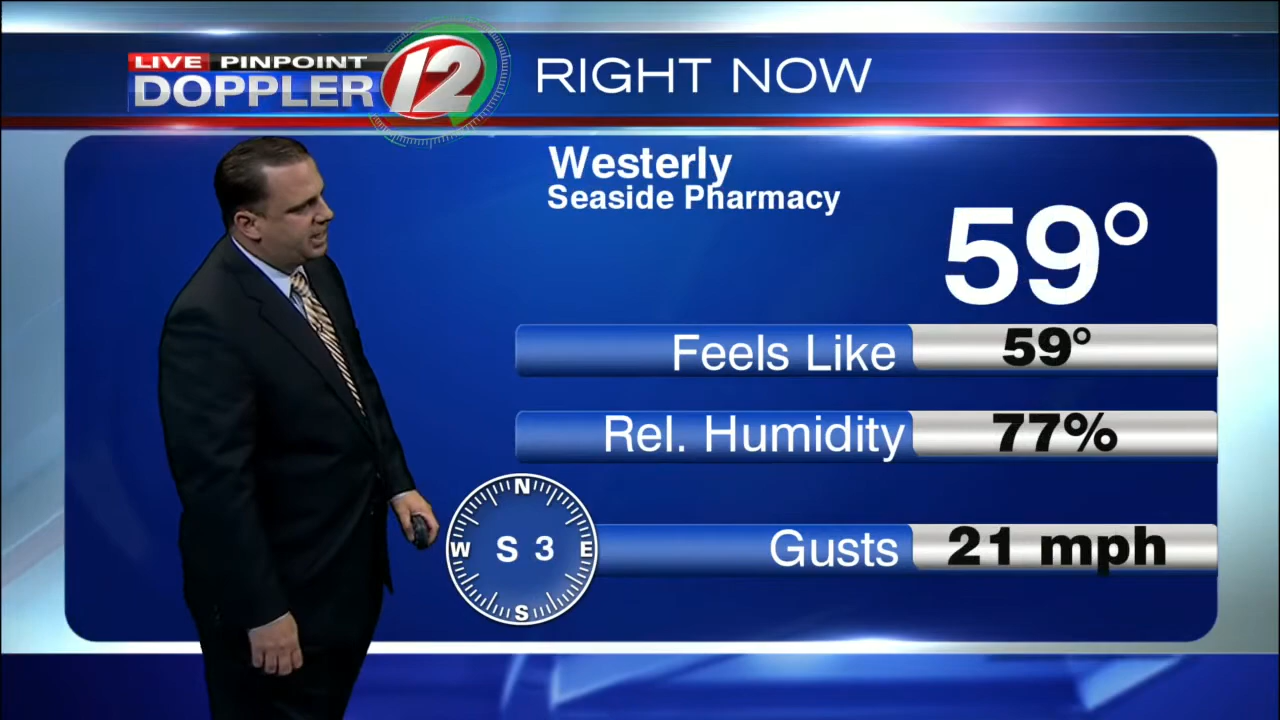 LIVE PINPOINT
DOPPLER 12
RIGHT NOW
Westerly
Seaside Pharmacy
59°
Feels Like 59°
Rel. Humidity 77%
N
W S 3 E
S
Gusts 21 mph